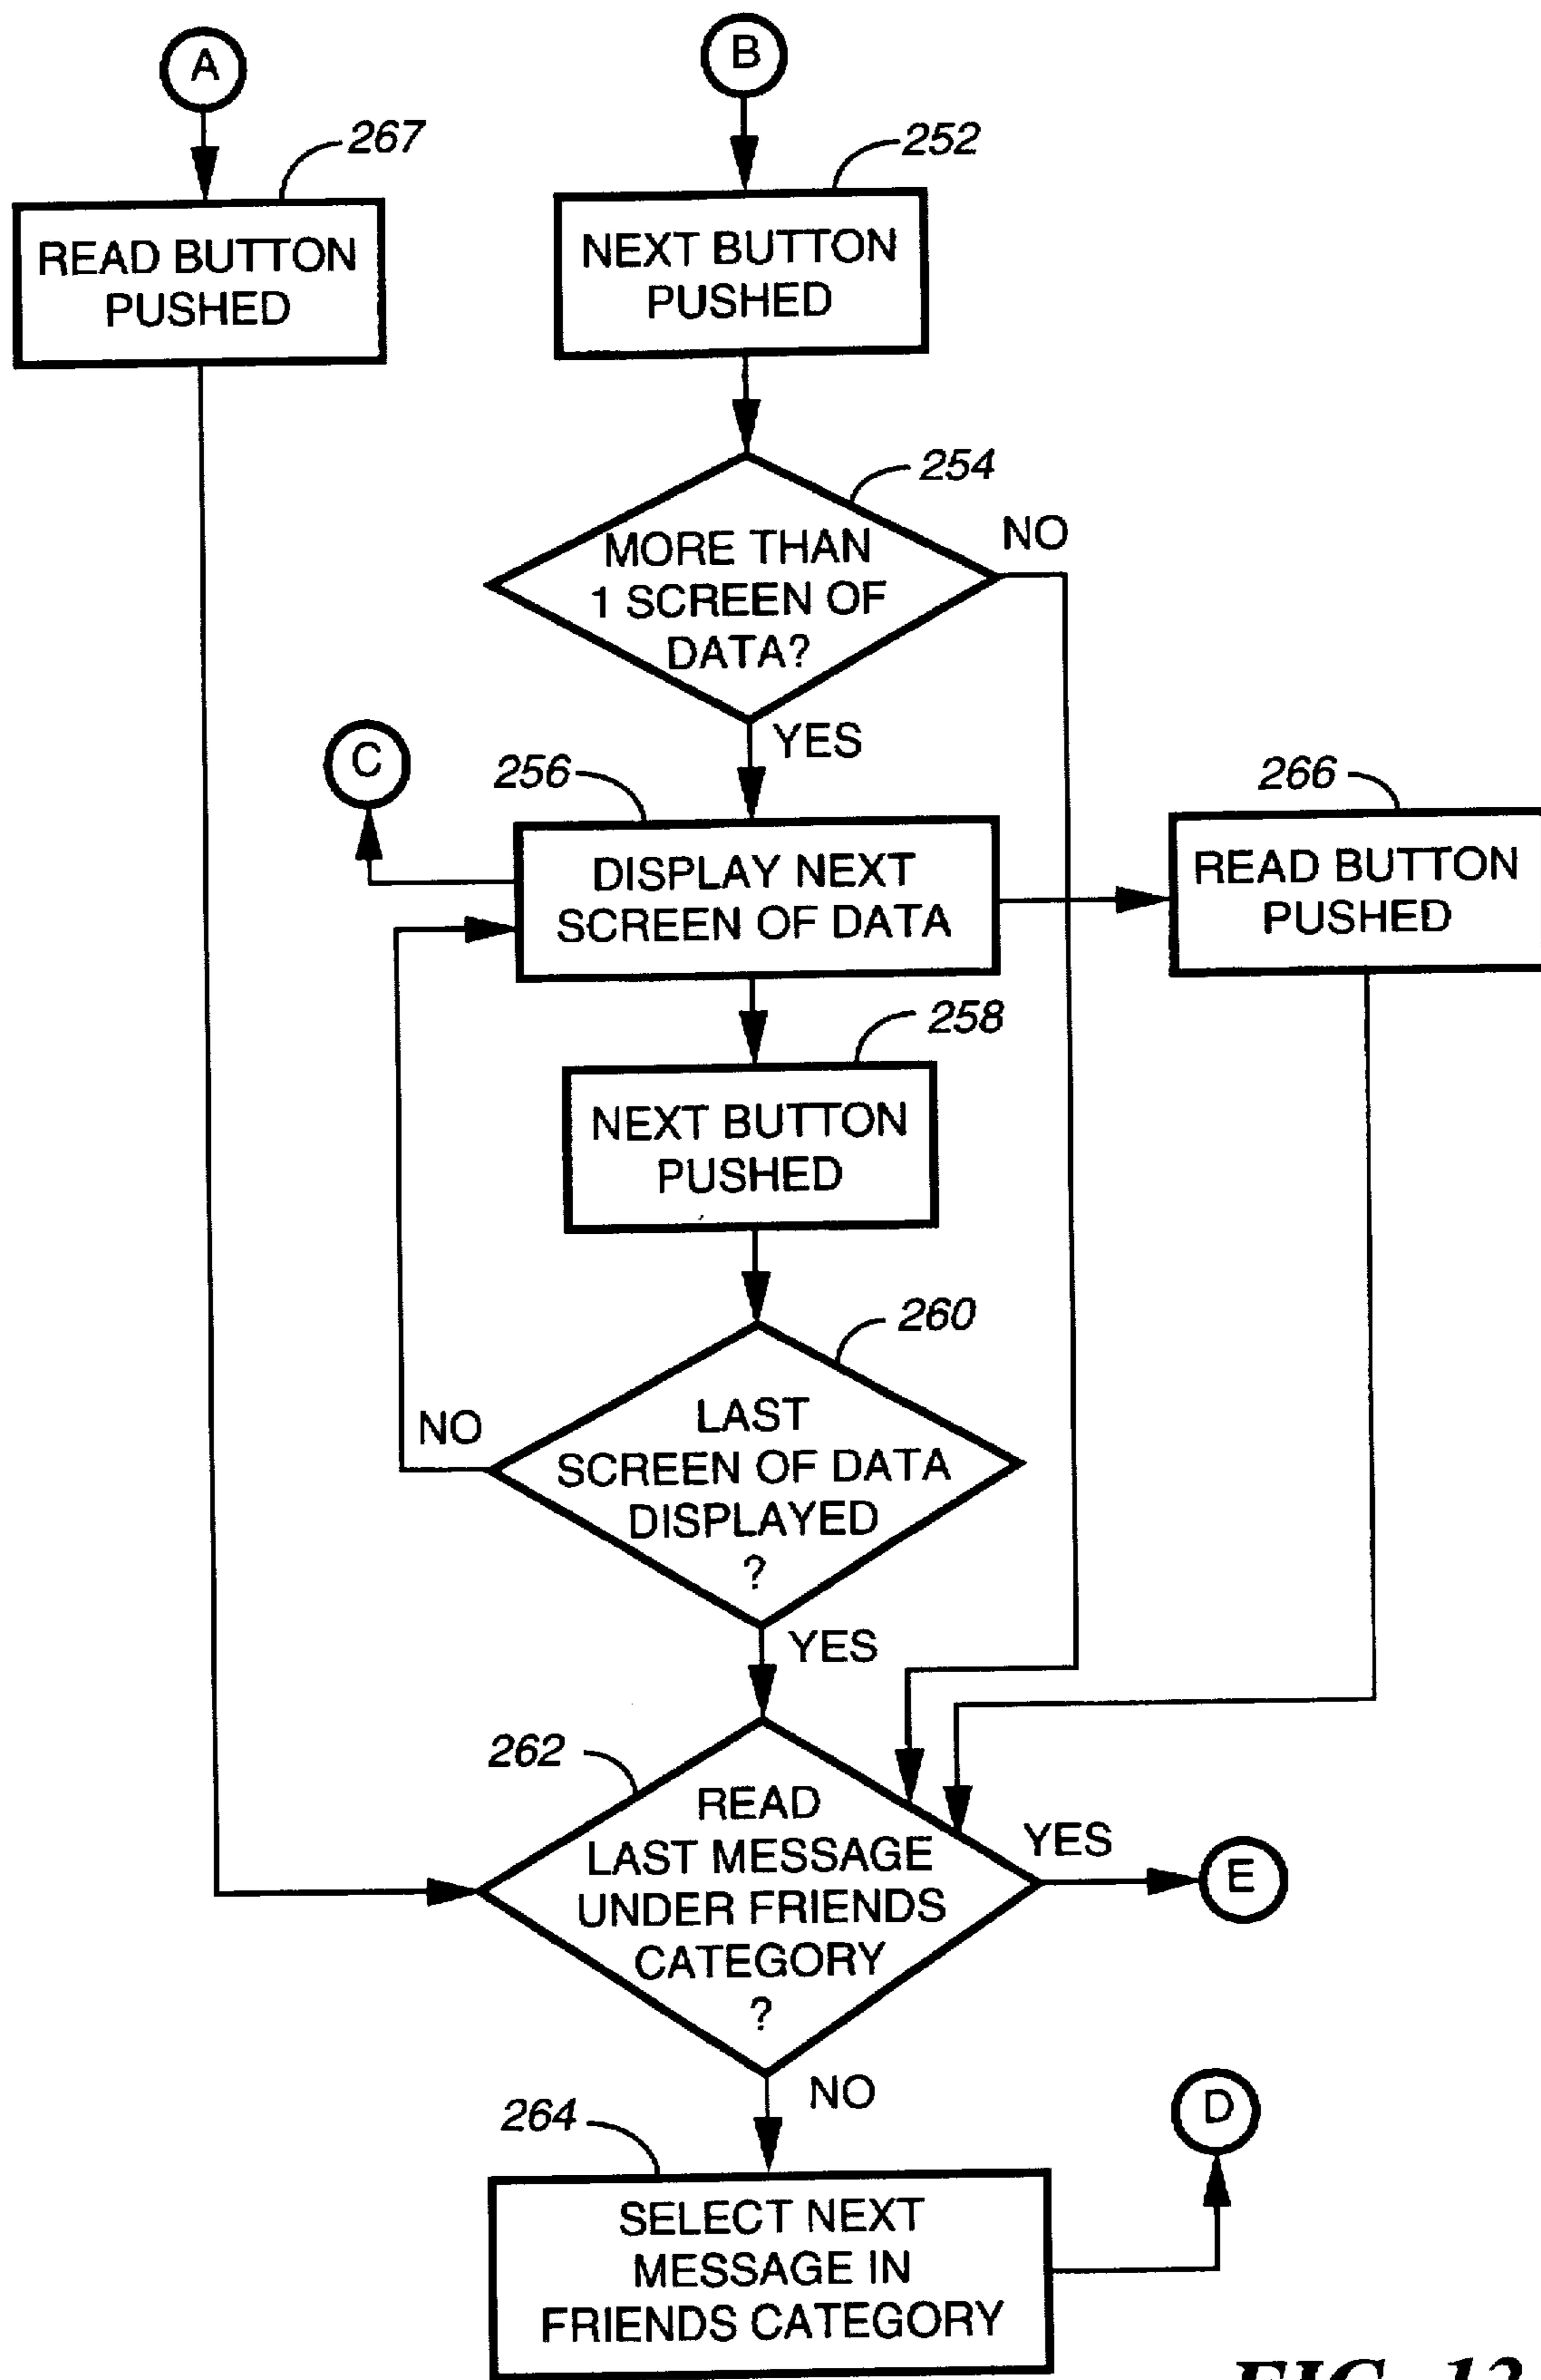 A
B
267
252
READ BUTTON
PUSHED
NEXT BUTTON
PUSHED
254
MORE THAN
1 SCREEN OF
DATA?
NO
YES
C
256
266
DISPLAY NEXT
SCREEN OF DATA
READ BUTTON
PUSHED
258
NEXT BUTTON
PUSHED
260
LAST
SCREEN OF DATA
DISPLAYED
?
NO
YES
262
READ
LAST MESSAGE
UNDER FRIENDS
CATEGORY
?
YES
E
NO
264
D
SELECT NEXT
MESSAGE IN
FRIENDS CATEGORY